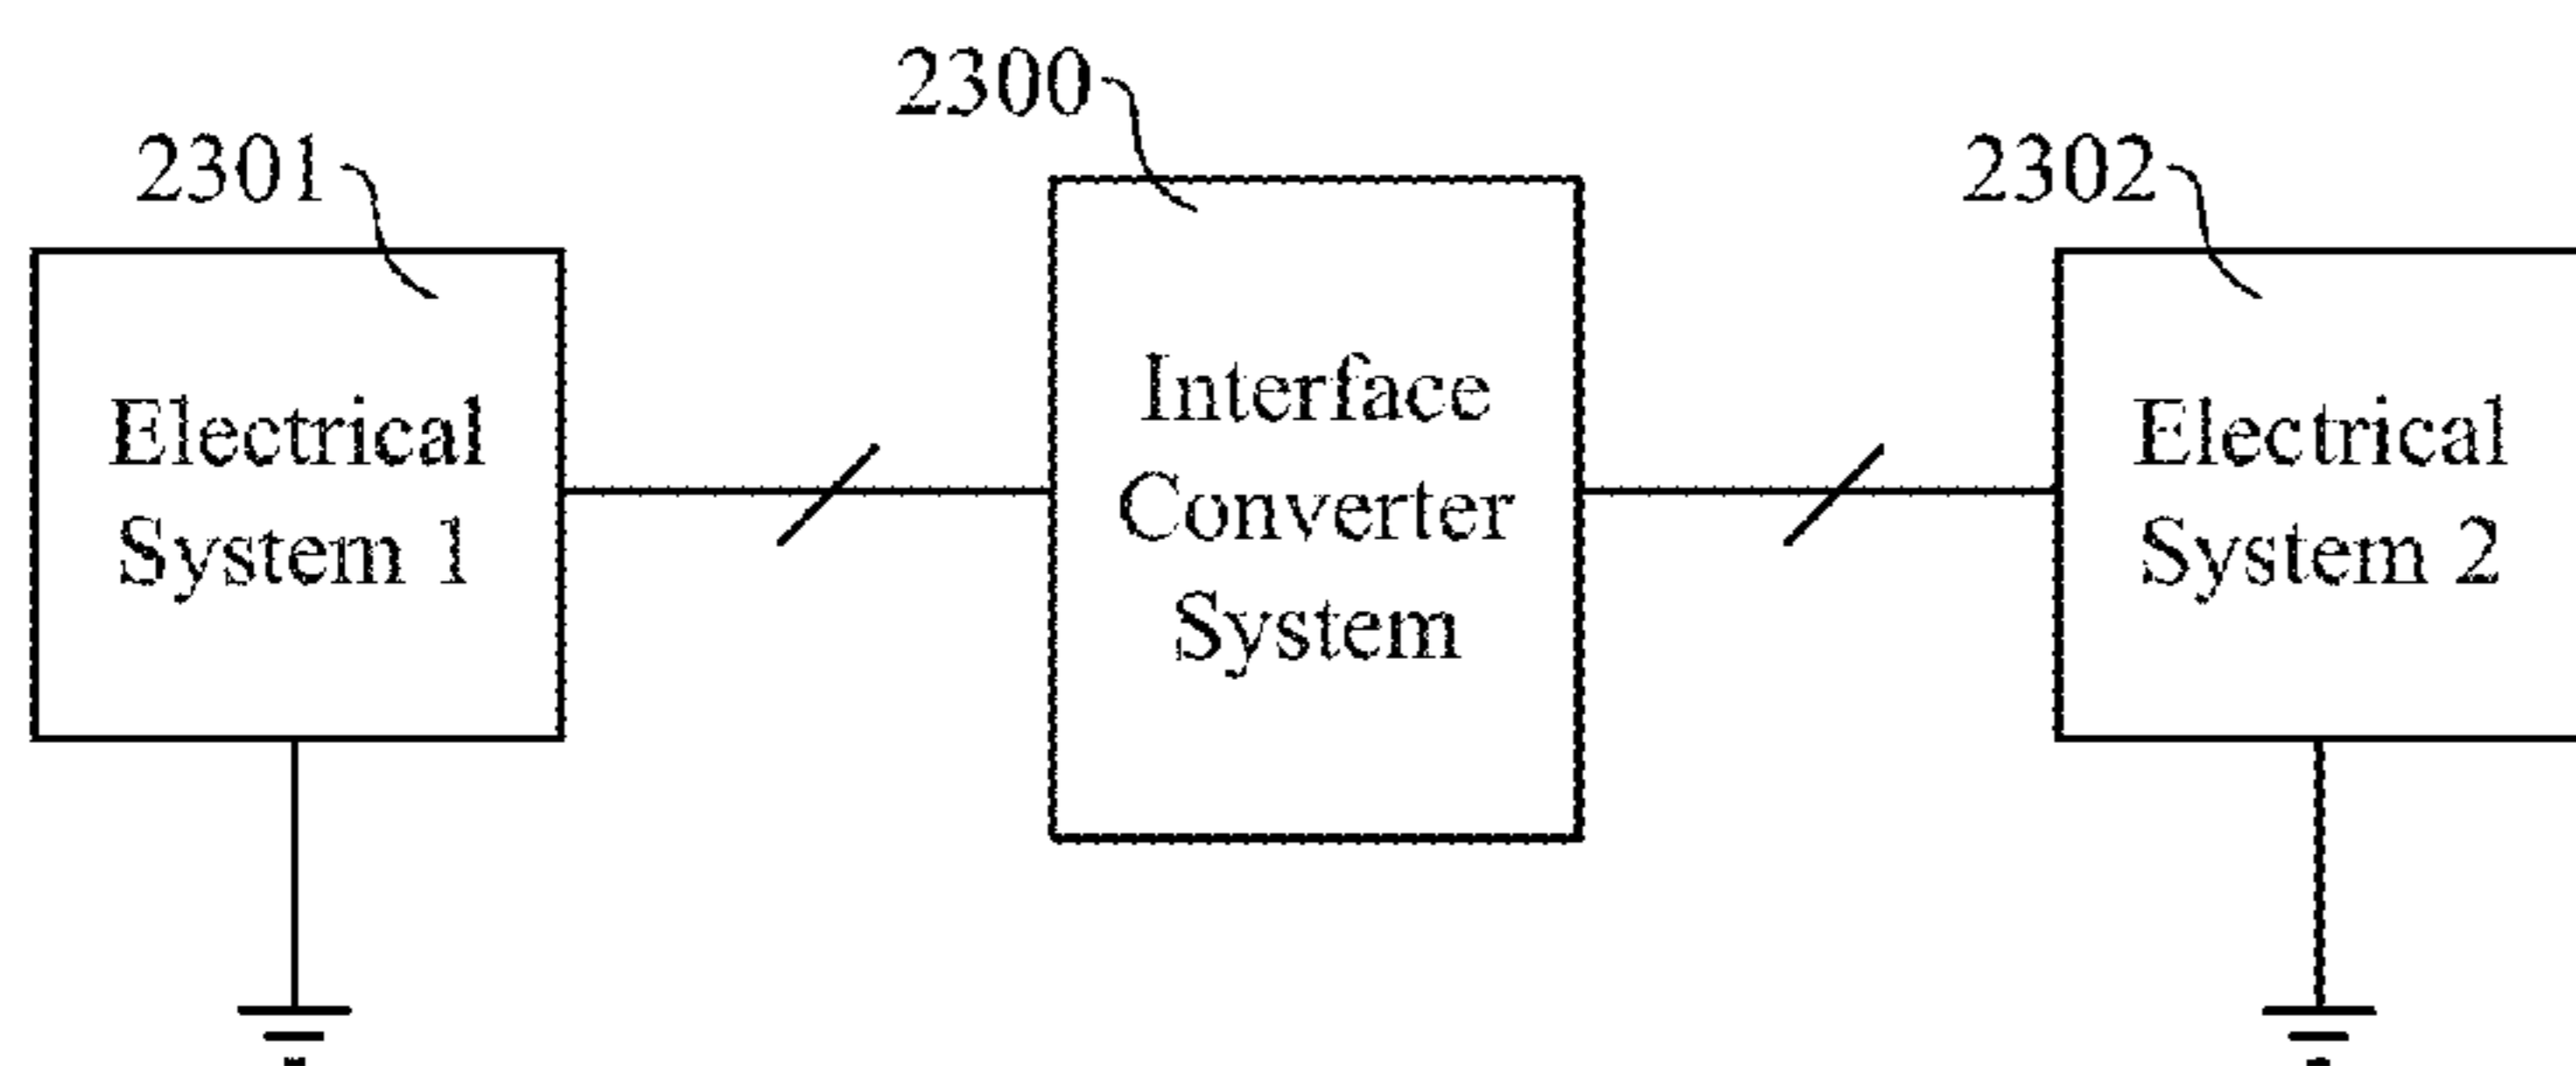 2300
2301
2302
Electrical
System 1
Interface
Converter
System
Electrical
System 2